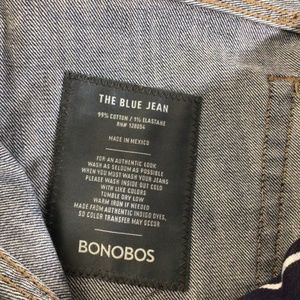 THE BLUE JEAN
99% COTTON / 1% ELASTANE
RN# 128054
MADE IN MEXICO
FOR AN AUTHENTIC LOOK
WASH AS SELDOM AS POSSIBLE
WHEN YOU MUST WASH YOUR JEANS
PLEASE WASH INSIDE OUT COLD
WITH LIKE COLORS
TUMBLE DRY LOW
WARM IRON IF NEEDED
MADE FROM AUTHENTIC INDIGO DYES,
SO COLOR TRANSFER MAY OCCUR
BONOBOS